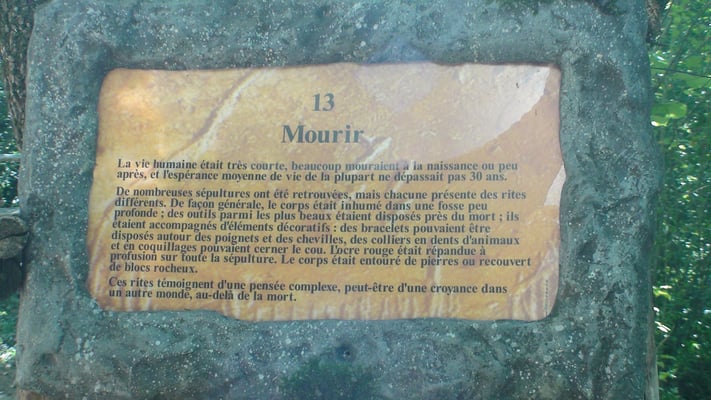 13
Mourir
La vie humaine était très courte, beaucoup mouraient à la naissance ou peu
après, et l'espérance moyenne de vie de la plupart ne dépassait pas 30 ans.
De nombreuses sépultures ont été retrouvées, mais chacune présente des rites
différents. De façon générale, le corps était inhumé dans une fosse peu
profonde ; des outils parmi les plus beaux étaient disposés près du mort ; ils
étaient accompagnés d'éléments décoratifs : des bracelets pouvaient être
disposés autour des poignets et des chevilles, des colliers en dents d'animaux
et en coquillages pouvaient cerner le cou. L'ocre rouge était répandue à
profusion sur toute la sépulture. Le corps était entouré de pierres ou recouvert
de blocs rocheux.
Ces rites témoignent d'une pensée complexe, peut-être d'une croyance dans
un autre monde, au-delà de la mort.